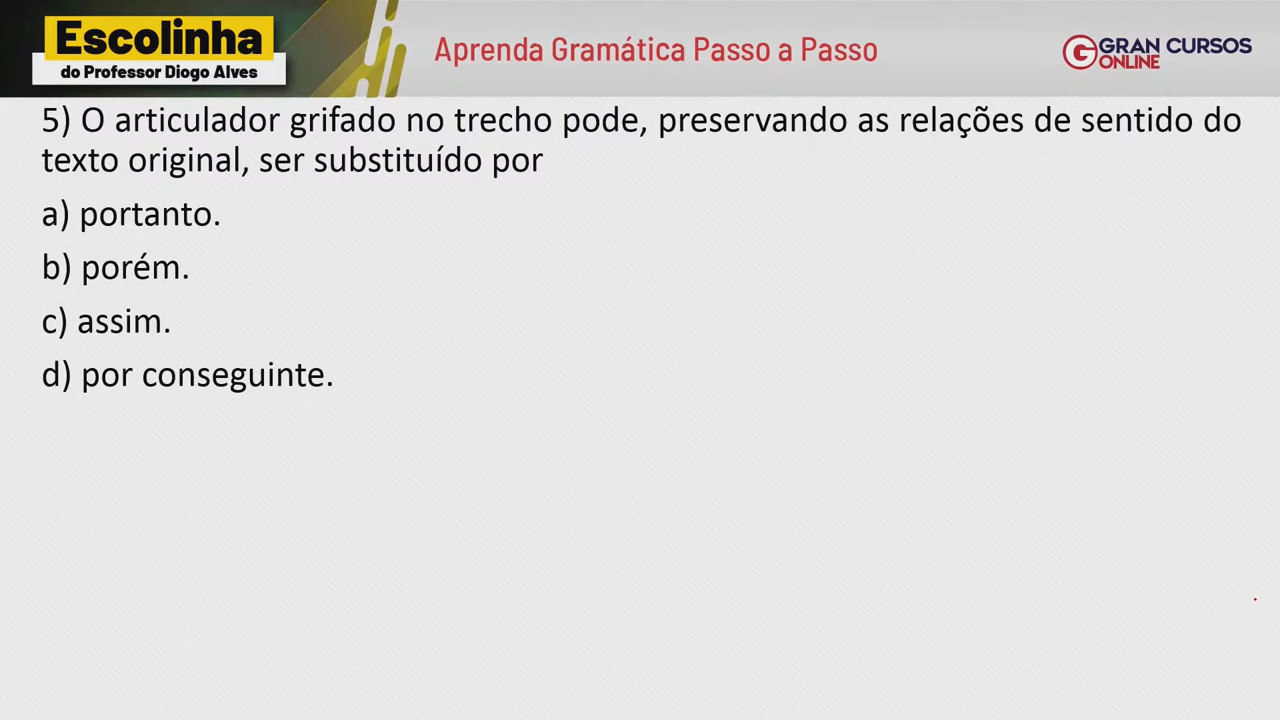 Escolinha
do Professor Diogo Alves
Aprenda Gramática Passo a Passo
G GRAN CURSOS
ONLINE
5) O articulador grifado no trecho pode, preservando as relações de sentido do
texto original, ser substituído por
a) portanto.
b) porém.
c) assim.
d) por conseguinte.